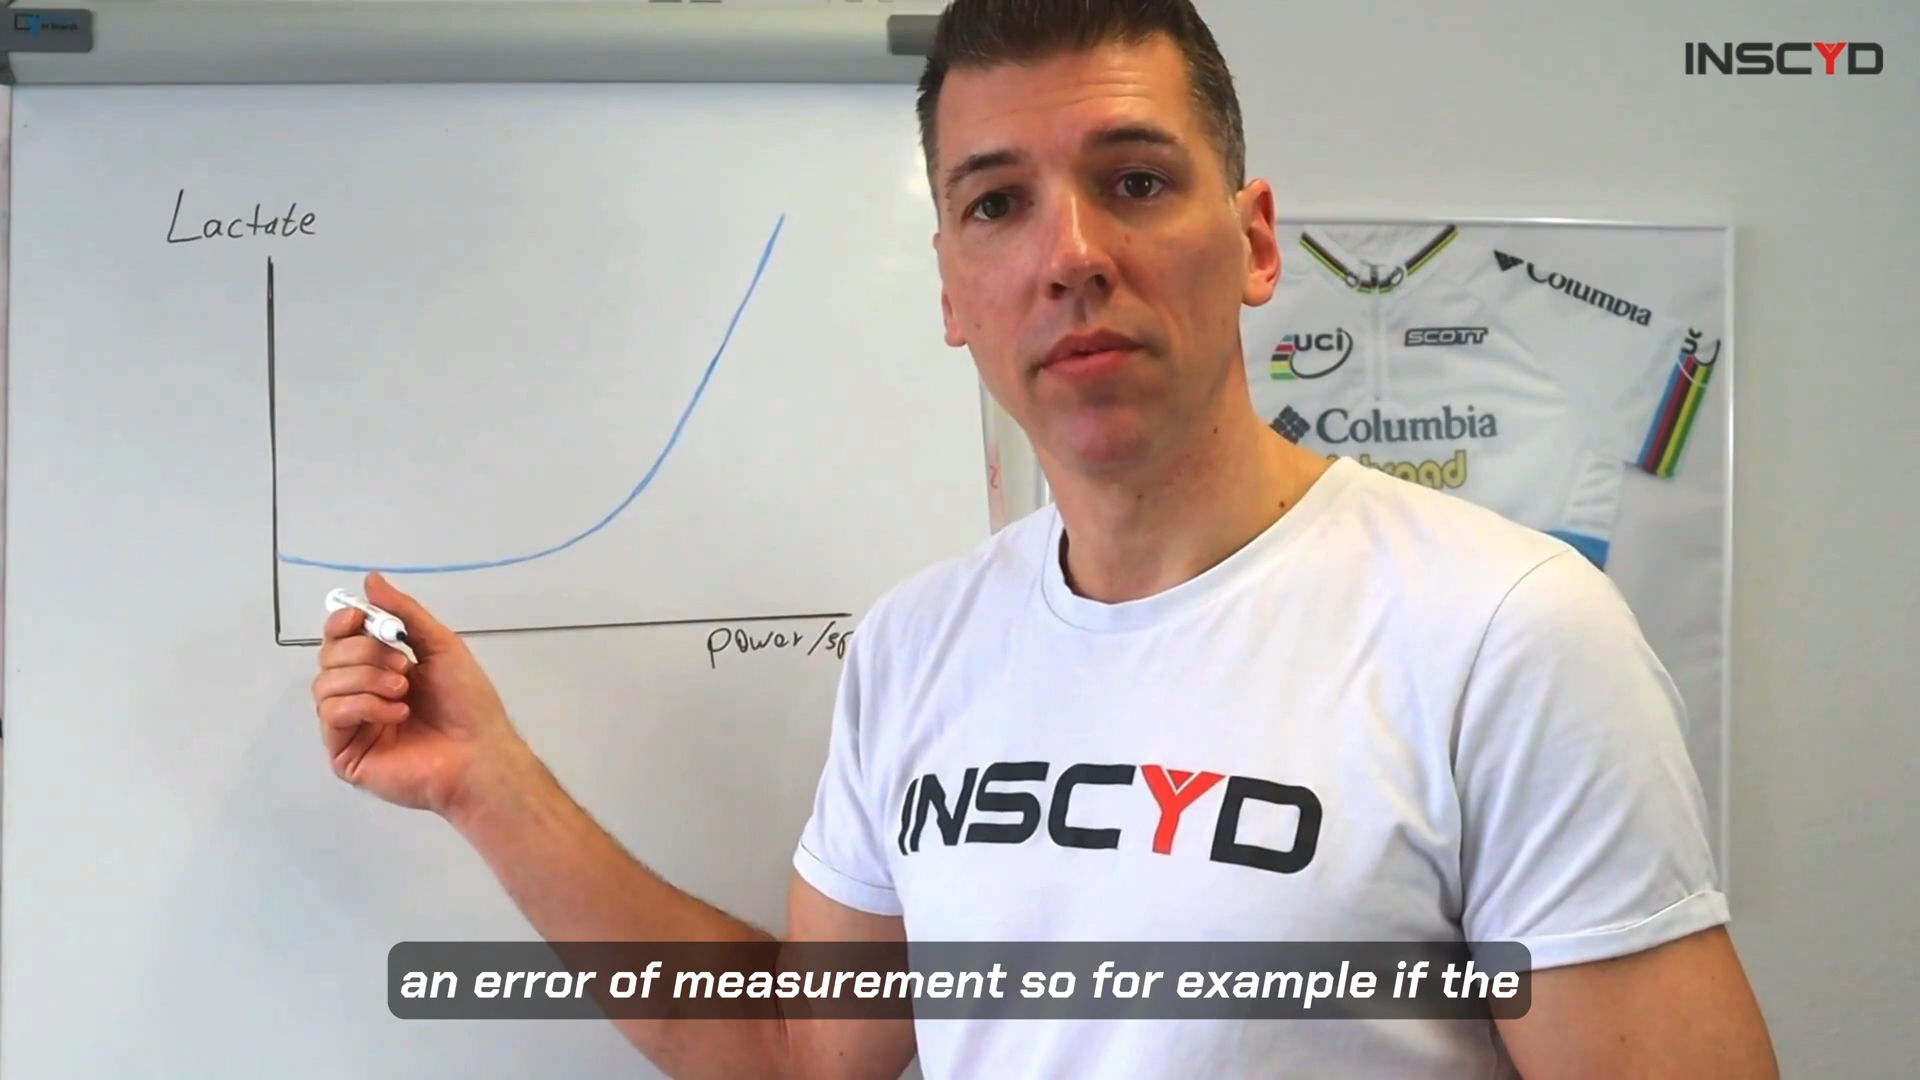 INSCYD
Lactate
Power/sp
Columbia
UCI
SCOTT
Columbia
INSCYD
an error of measurement so for example if the